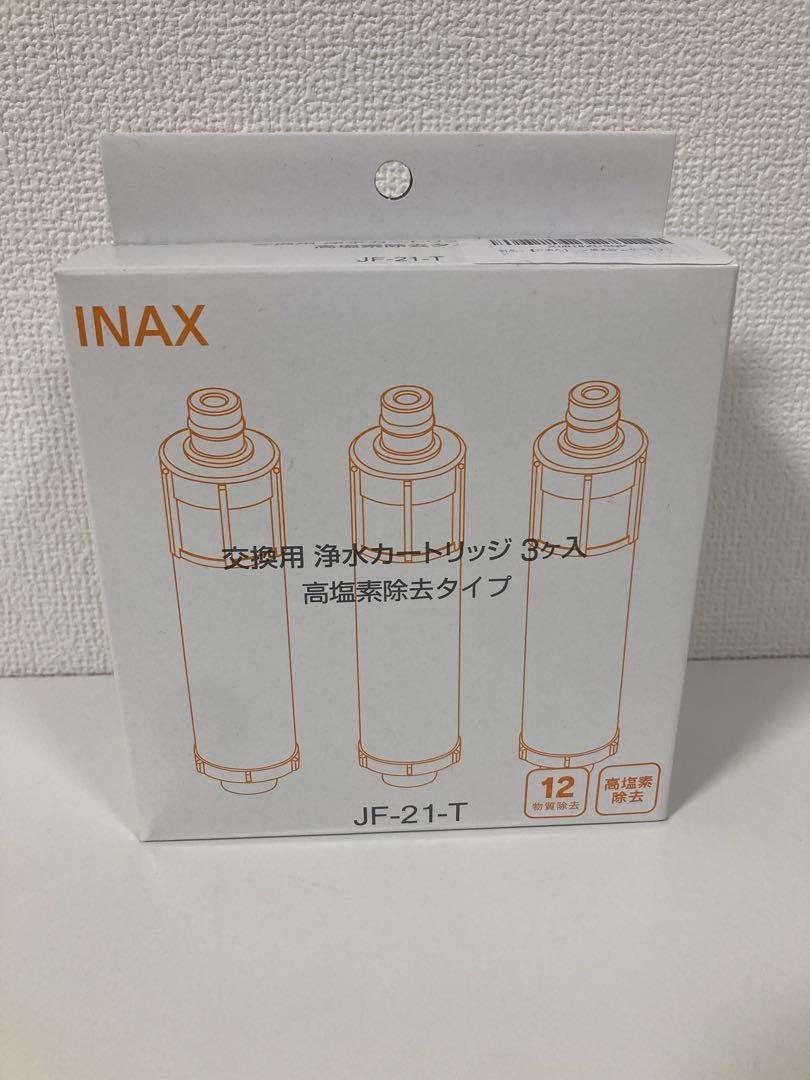 高塩素除去タ
JF-21-T
INAX
交換用 浄水カートリッジ 3ヶ入
高塩素除去タイプ
12
物質除去
高塩素
除去
JF-21-T